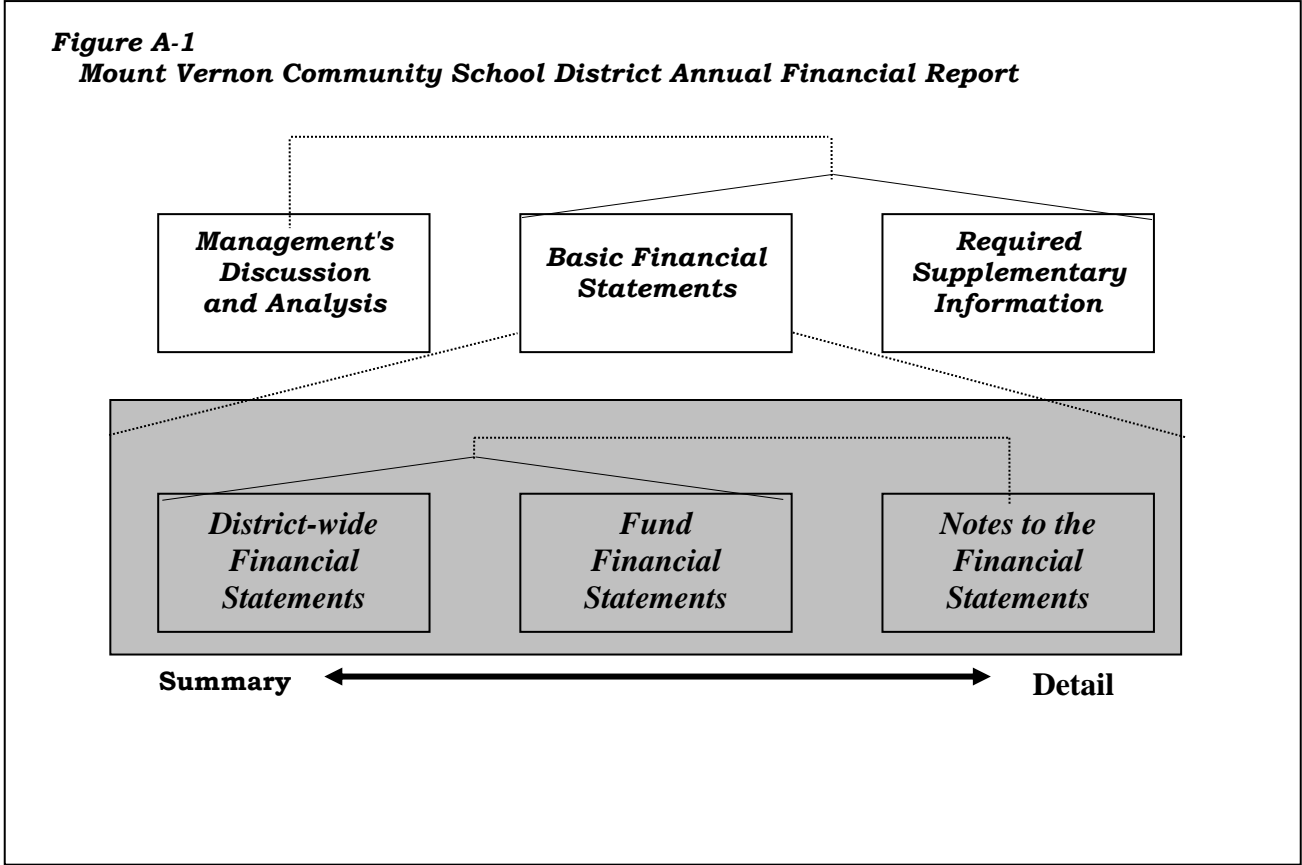 Figure A-1
Mount Vernon Community School District Annual Financial Report
Management's
Discussion
and Analysis
Basic Financial
Statements
Required
Supplementary
Information
District-wide
Financial
Statements
Fund
Financial
Statements
Notes to the
Financial
Statements
Summary
Detail